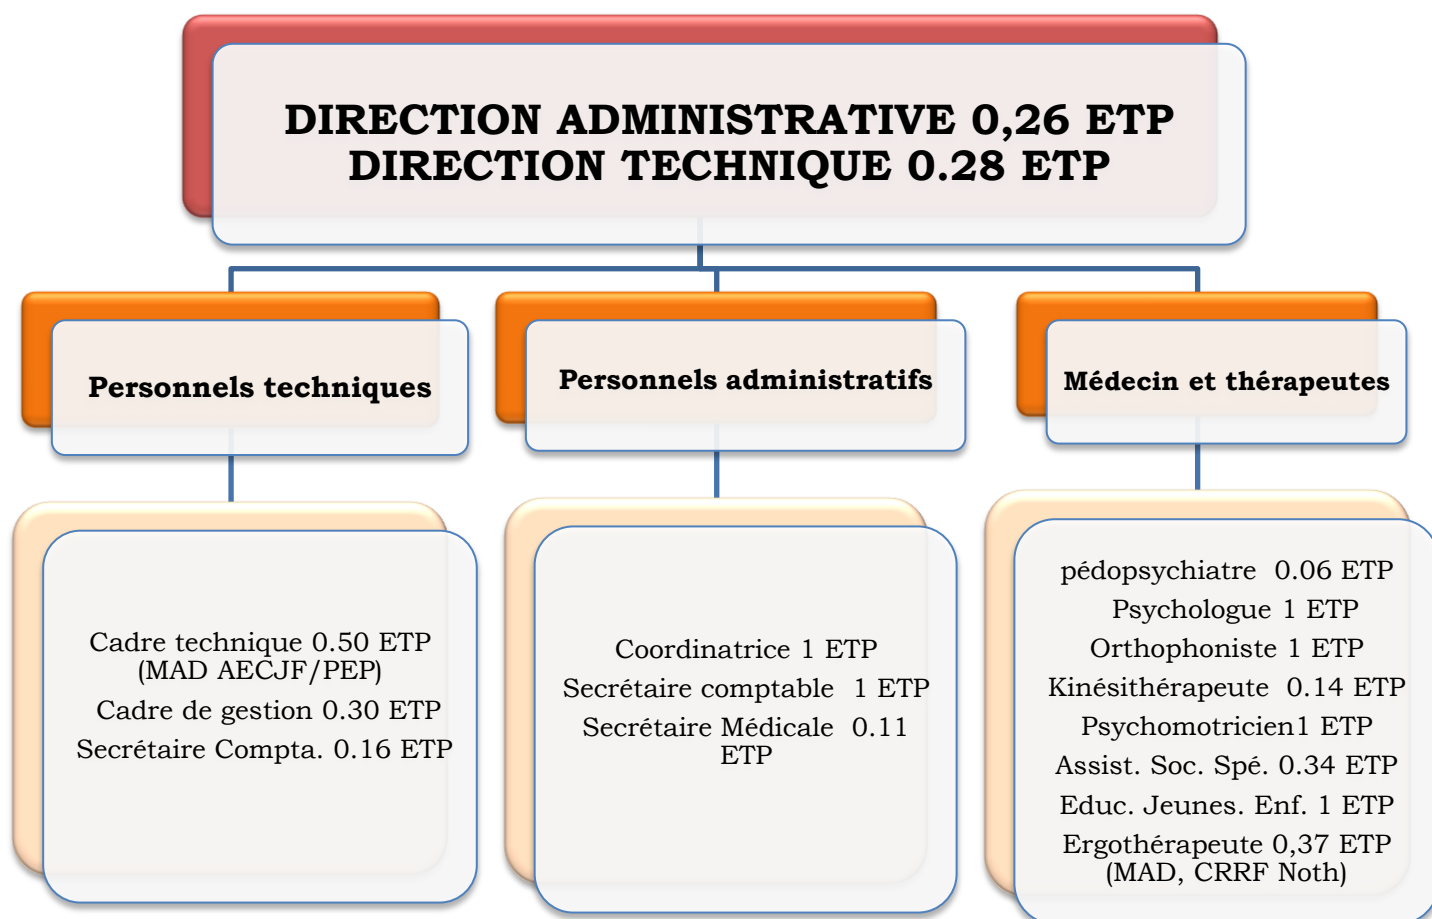 DIRECTION ADMINISTRATIVE 0,26 ETP
DIRECTION TECHNIQUE 0.28 ETP
Personnels techniques
Cadre technique 0.50 ETP
(MAD AECJF/PEP)
Cadre de gestion 0.30 ETP
Secrétaire Compta. 0.16 ETP
Personnels administratifs
Coordinatrice 1 ETP
Secrétaire comptable 1 ETP
Secrétaire Médicale 0.11
ETP
Médecin et thérapeutes
pédopsychiatre 0.06 ETP
Psychologue 1 ETP
Orthophoniste 1 ETP
Kinésithérapeute 0.14 ETP
Psychomotricien1 ETP
Assist. Soc. Spé. 0.34 ETP
Educ. Jeunes. Enf. 1 ETP
Ergothérapeute 0,37 ETP
(MAD, CRRF Noth)